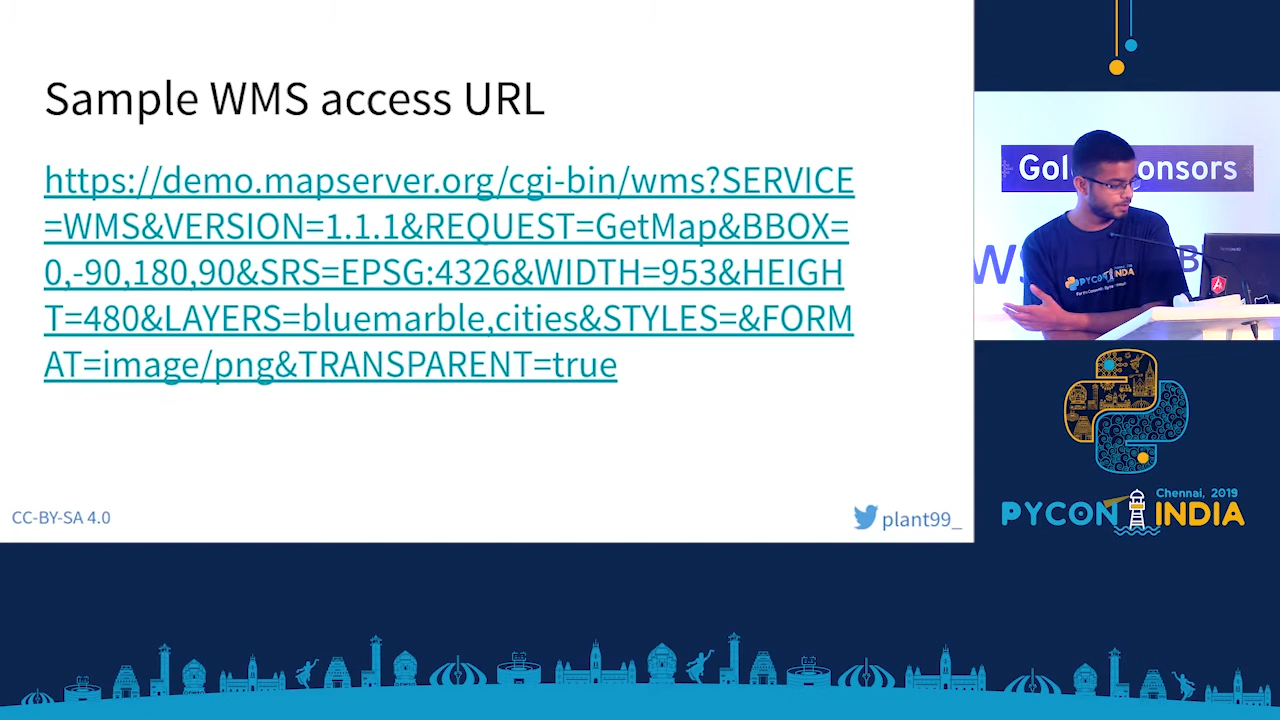 Sample WMS access URL
https://demo.mapserver.org/cgi-bin/wms?SERVICE
=WMS&VERSION=1.1.1&REQUEST=GetMap&BBOX=
0,-90,180,90&SRS=EPSG:4326&WIDTH=953&HEIGH
T=480&LAYERS=bluemarble,cities&STYLES=&FORM
AT=image/png&TRANSPARENT=true
CC-BY-SA 4.0
plant99_
PYCON INDIA
Chennai, 2019
PYCON INDIA